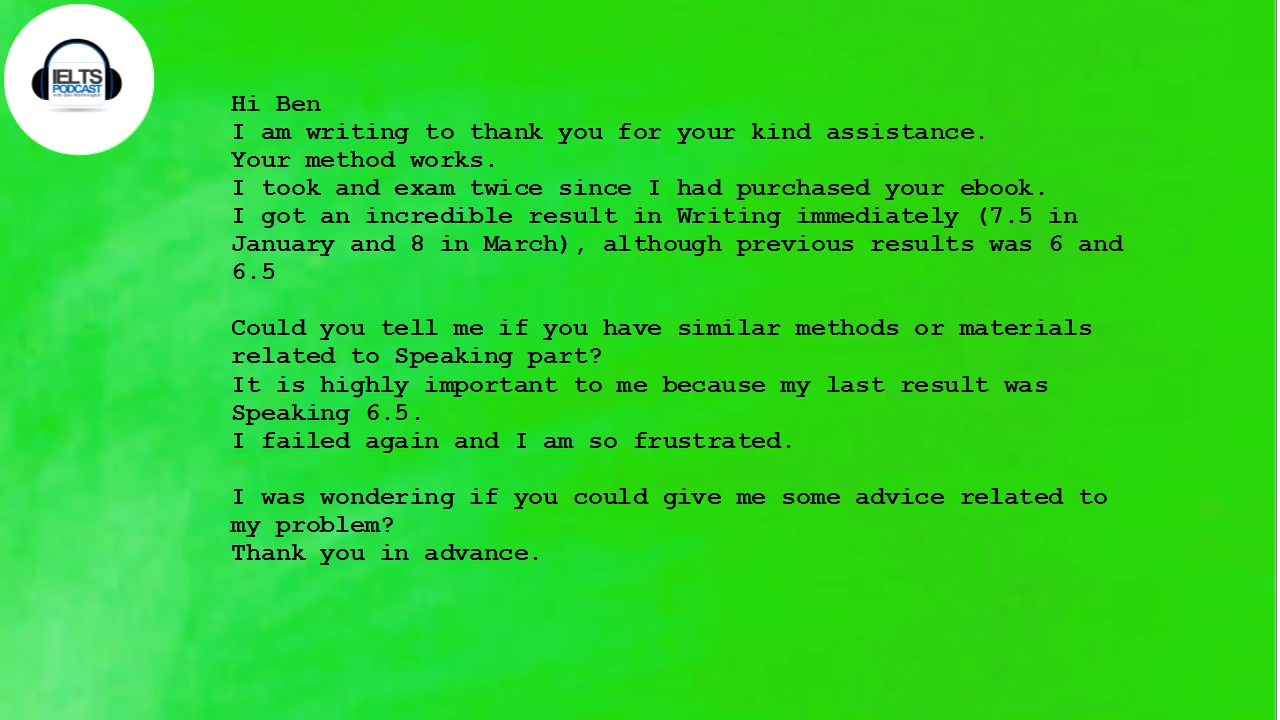 IELTS
PODCAST
with Ben Worthington
Hi Ben
I am writing to thank you for your kind assistance.
Your method works.
I took and exam twice since I had purchased your ebook.
I got an incredible result in Writing immediately (7.5 in
January and 8 in March), although previous results was 6 and
6.5
Could you tell me if you have similar methods or materials
related to Speaking part?
It is highly important to me because my last result was
Speaking 6.5.
I failed again and I am so frustrated.
I was wondering if you could give me some advice related to
my problem?
Thank you in advance.